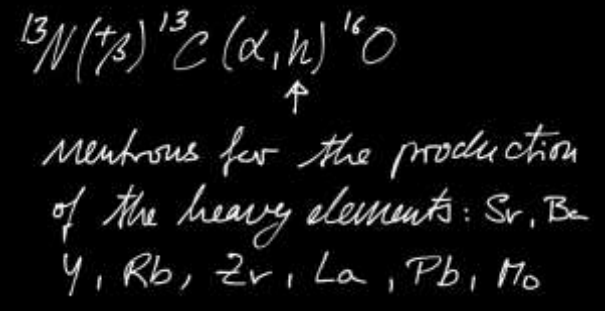 ¹³N(⁺β)¹³C(α,n)¹⁶O
↑
neutrons for the production
of the heavy elements: Sr, Ba
Y, Rb, Zr, La, Pb, Mo